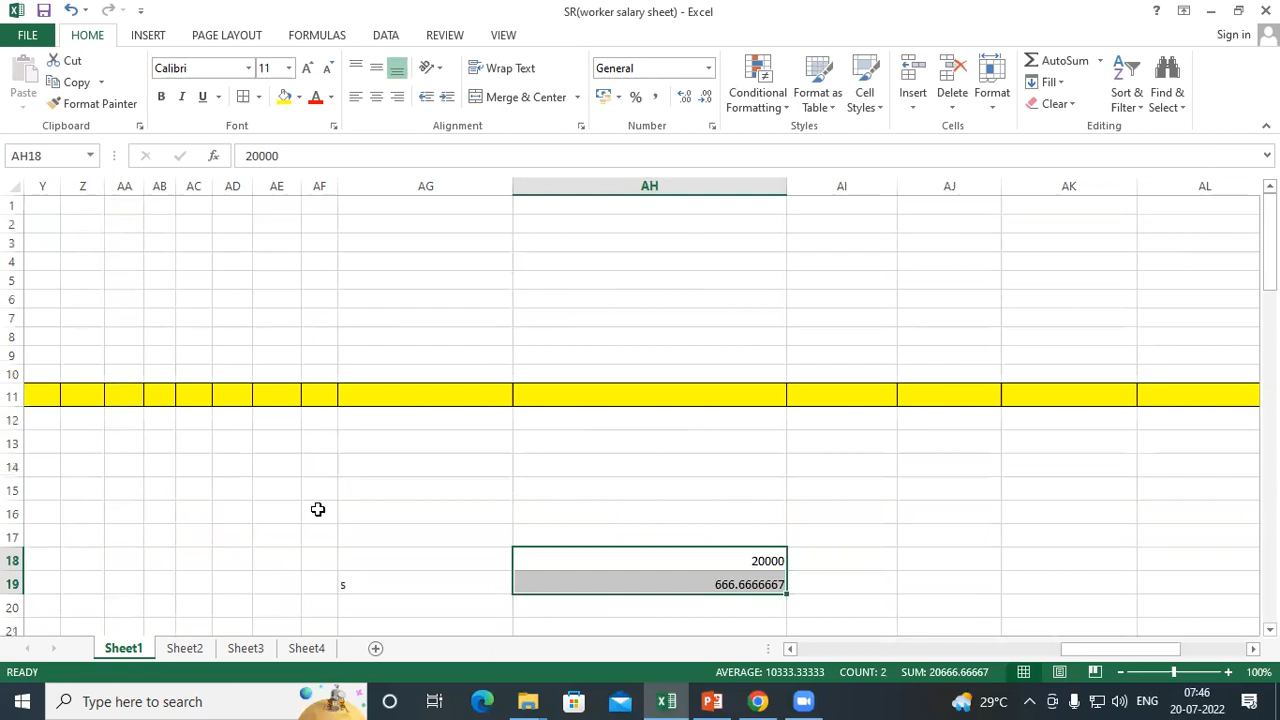 SR(worker salary sheet) - Excel
?
FILE HOME INSERT PAGE LAYOUT FORMULAS DATA REVIEW VIEW Sign in
Paste
Cut
Copy
Format Painter
Clipboard
Calibri 11
B I U
Font
Wrap Text
Merge & Center
Alignment
General
%
Number
Conditional Formatting
Format as Table
Cell Styles
Styles
Insert Delete Format
Cells
AutoSum
Fill
Clear
Sort & Filter
Find & Select
Editing
AH18 fx 20000
Y Z AA AB AC AD AE AF AG AH AI AJ AK AL
1
2
3
4
5
6
7
8
9
10
11
12
13
14
15
16
17
18 20000
19 s 666.6666667
20
21
Sheet1 Sheet2 Sheet3 Sheet4
READY AVERAGE: 10333.33333 COUNT: 2 SUM: 20666.66667 100%
Type here to search
29°C ENG 07:46
20-07-2022